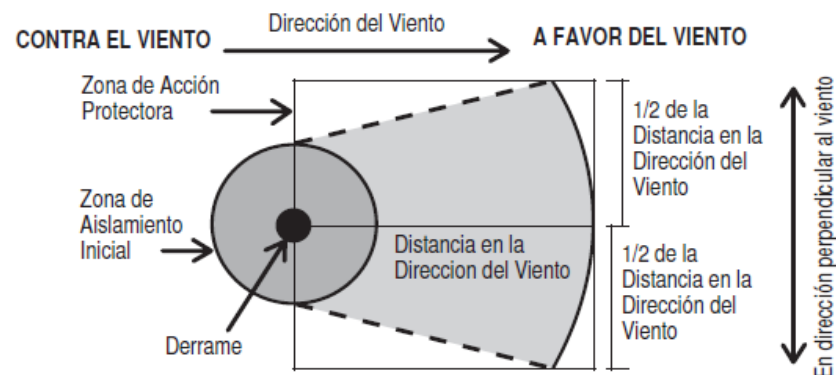 CONTRA EL VIENTO
Dirección del Viento
A FAVOR DEL VIENTO
Zona de Acción
Protectora
Zona de
Aislamiento
Inicial
Derrame
Distancia en la
Direccion del Viento
1/2 de la
Distancia en la
Dirección del
Viento
1/2 de la
Distancia en la
Dirección del
Viento
En dirección perpendicular al viento